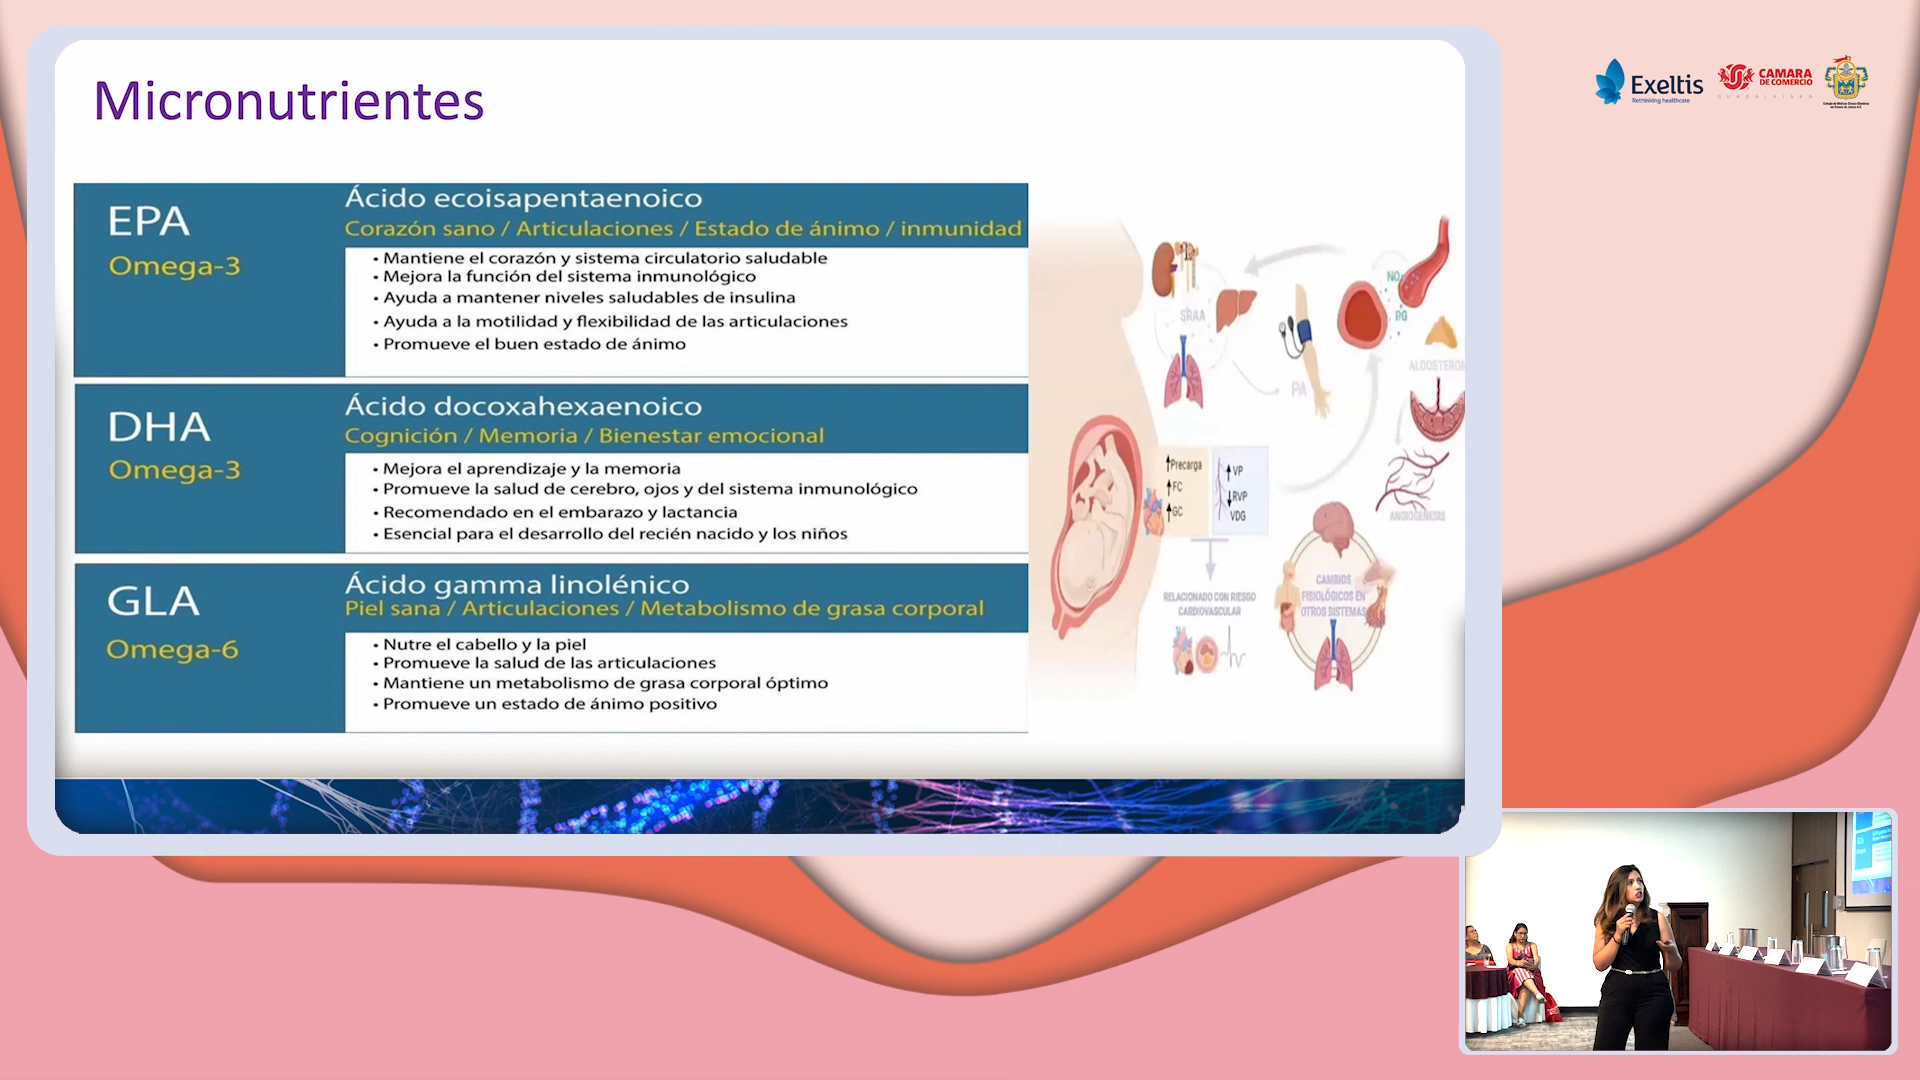 Micronutrientes
EPA
Omega-3
Ácido ecoisapentaenoico
Corazón sano / Articulaciones / Estado de ánimo / inmunidad
• Mantiene el corazón y sistema circulatorio saludable
• Mejora la función del sistema inmunológico
• Ayuda a mantener niveles saludables de insulina
• Ayuda a la motilidad y flexibilidad de las articulaciones
• Promueve el buen estado de ánimo
DHA
Omega-3
Ácido docoxahexaenoico
Cognición / Memoria / Bienestar emocional
• Mejora el aprendizaje y la memoria
• Promueve la salud de cerebro, ojos y del sistema inmunológico
• Recomendado en el embarazo y lactancia
• Esencial para el desarrollo del recién nacido y los niños
GLA
Omega-6
Ácido gamma linolénico
Piel sana / Articulaciones / Metabolismo de grasa corporal
• Nutre el cabello y la piel
• Promueve la salud de las articulaciones
• Mantiene un metabolismo de grasa corporal óptimo
• Promueve un estado de ánimo positivo
SRAA
PA
NO
PG
ALDOSTERON
ANGIOGENESIS
↑Precarga
↑FC
↑GC
↑VP
↓RVP
VDG
RELACIONADO CON RIESGO
CARDIOVASCULAR
CAMBIOS
FISIOLÓGICOS EN
OTROS SISTEMAS
Exeltis
Rethinking healthcare
CAMARA
DE COMERCIO
GUADALAJARA